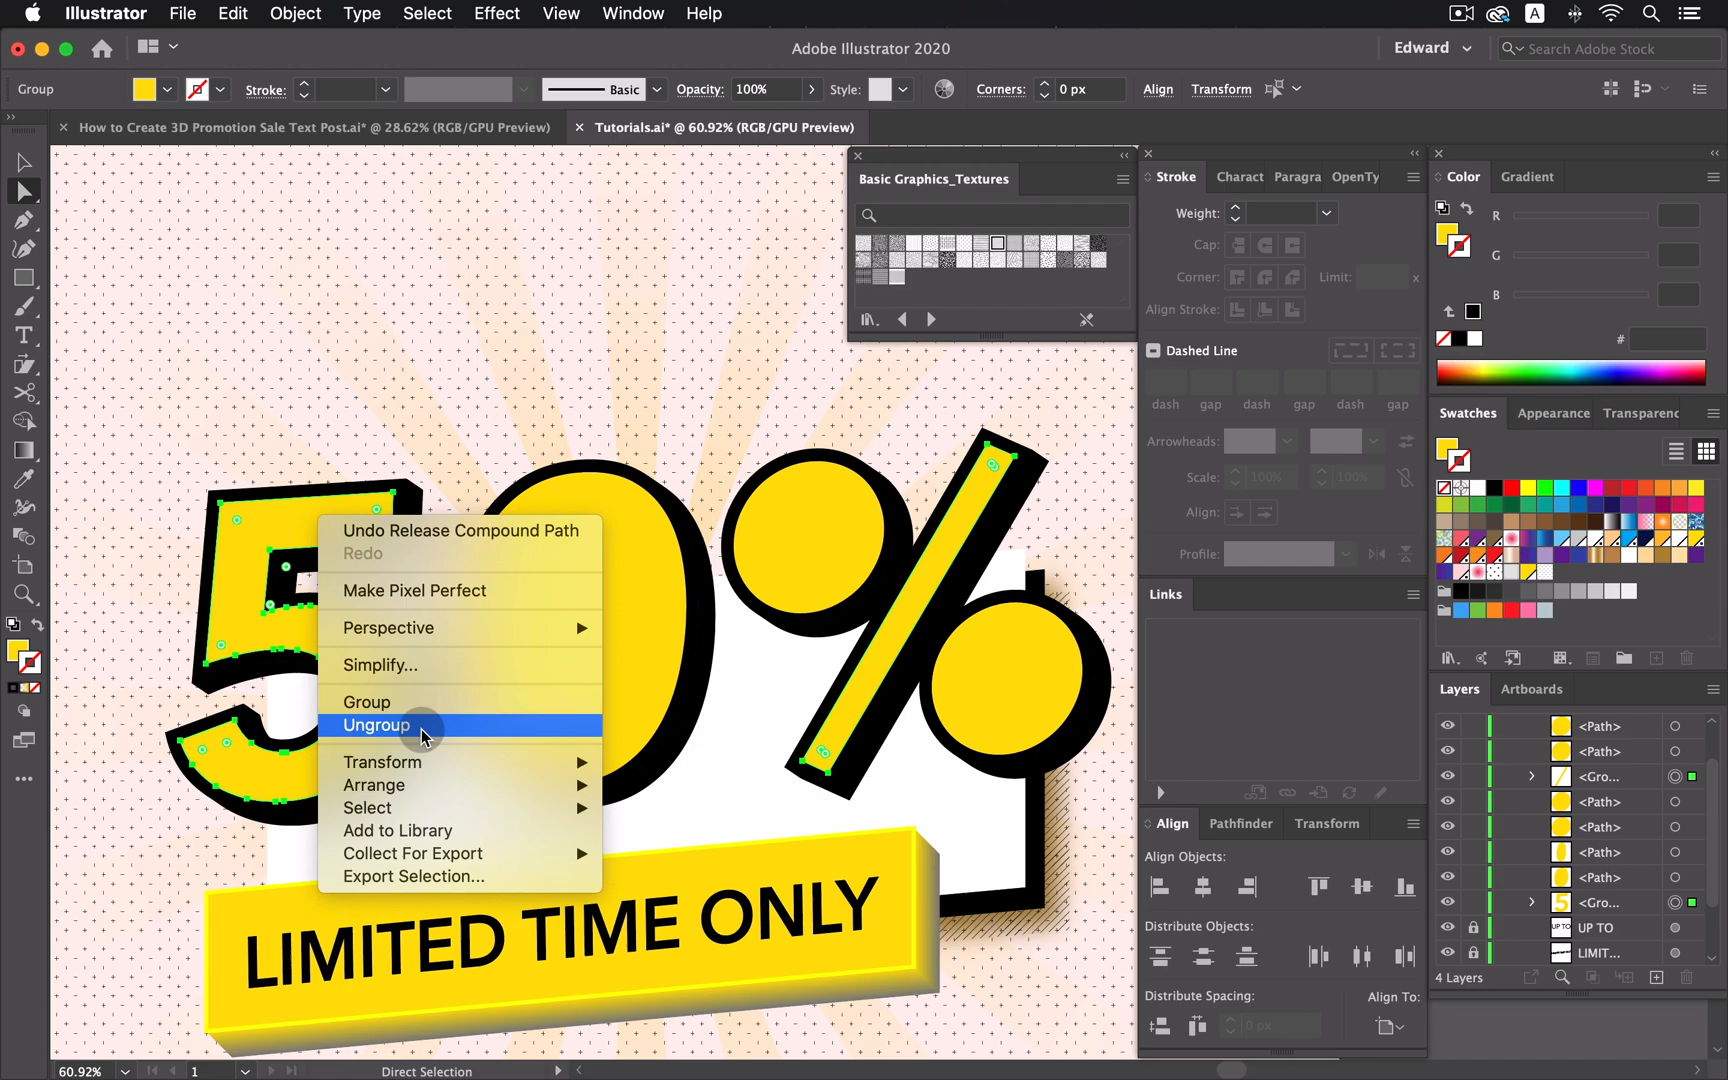 Illustrator File Edit Object Type Select Effect View Window Help
A
Adobe Illustrator 2020
Edward
Search Adobe Stock
Group
Stroke:
Basic
Opacity: 100%
Style:
Corners: 0 px
Align
Transform
How to Create 3D Promotion Sale Text Post.ai* @ 28.62% (RGB/GPU Preview)
Tutorials.ai* @ 60.92% (RGB/GPU Preview)
Basic Graphics_Textures
Stroke Charact Paragra OpenTy
Weight:
Cap:
Corner:
Limit:
x
Align Stroke:
Dashed Line
dash gap dash gap dash gap
Arrowheads:
Scale: 100% 100%
Align:
Profile:
Links
Align Pathfinder Transform
Align Objects:
Distribute Objects:
Distribute Spacing:
Align To:
0 px
Color Gradient
R
G
B
#
Swatches Appearance Transparenc
Layers Artboards
<Path>
<Path>
<Gro...
<Path>
<Path>
<Path>
<Path>
<Gro...
UP TO UP TO
LIMIT...
4 Layers
50%
Undo Release Compound Path
Redo
Make Pixel Perfect
Perspective
Simplify...
Group
Ungroup
Transform
Arrange
Select
Add to Library
Collect For Export
Export Selection...
LIMITED TIME ONLY
60.92%
1
Direct Selection